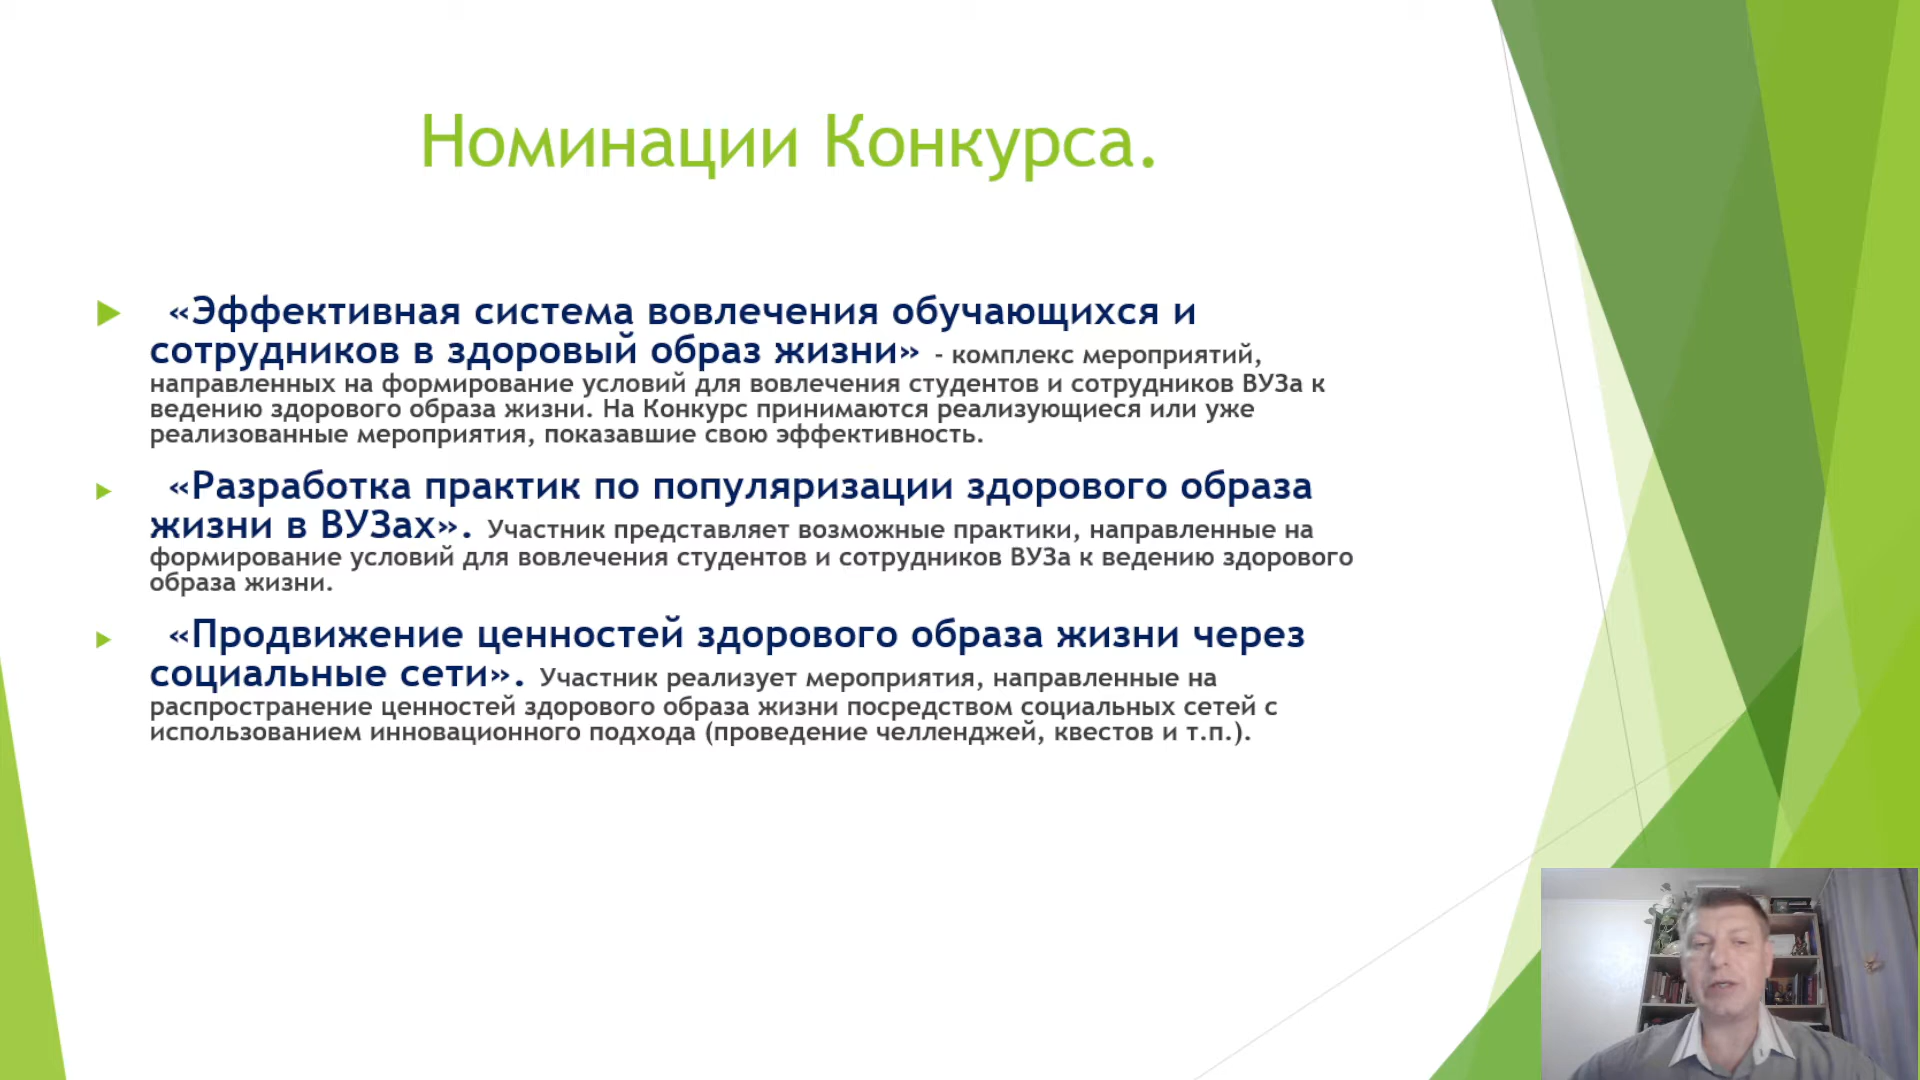 Номинации Конкурса.
«Эффективная система вовлечения обучающихся и
сотрудников в здоровый образ жизни» - комплекс мероприятий,
направленных на формирование условий для вовлечения студентов и сотрудников ВУЗа к
ведению здорового образа жизни. На Конкурс принимаются реализующиеся или уже
реализованные мероприятия, показавшие свою эффективность.
«Разработка практик по популяризации здорового образа
жизни в ВУЗах». Участник представляет возможные практики, направленные на
формирование условий для вовлечения студентов и сотрудников ВУЗа к ведению здорового
образа жизни.
«Продвижение ценностей здорового образа жизни через
социальные сети». Участник реализует мероприятия, направленные на
распространение ценностей здорового образа жизни посредством социальных сетей с
использованием инновационного подхода (проведение челленджей, квестов и т.п.).